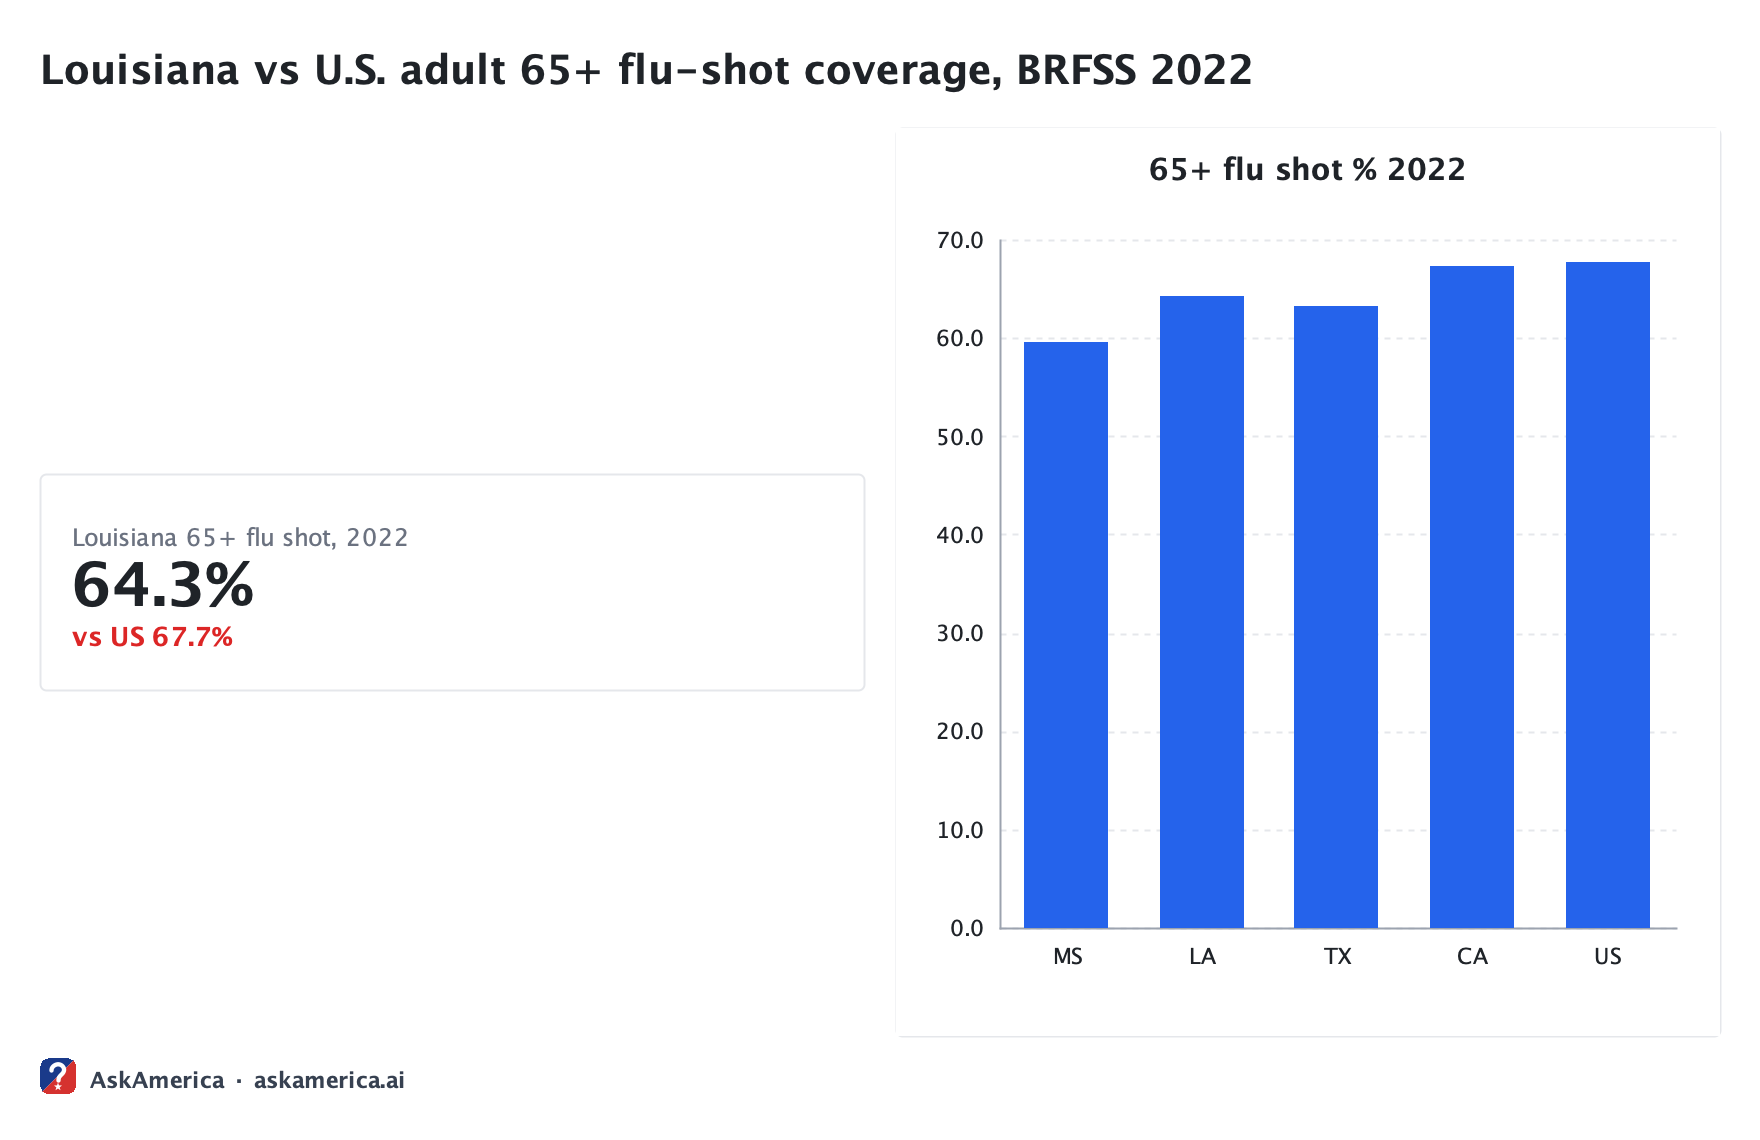 Louisiana vs U.S. adult 65+ flu-shot coverage, BRFSS 2022
Louisiana 65+ flu shot, 2022
64.3%
vs US 67.7%
65+ flu shot % 2022
70.0
60.0
50.0
40.0
30.0
20.0
10.0
0.0
MS LA TX CA US
AskAmerica · askamerica.ai